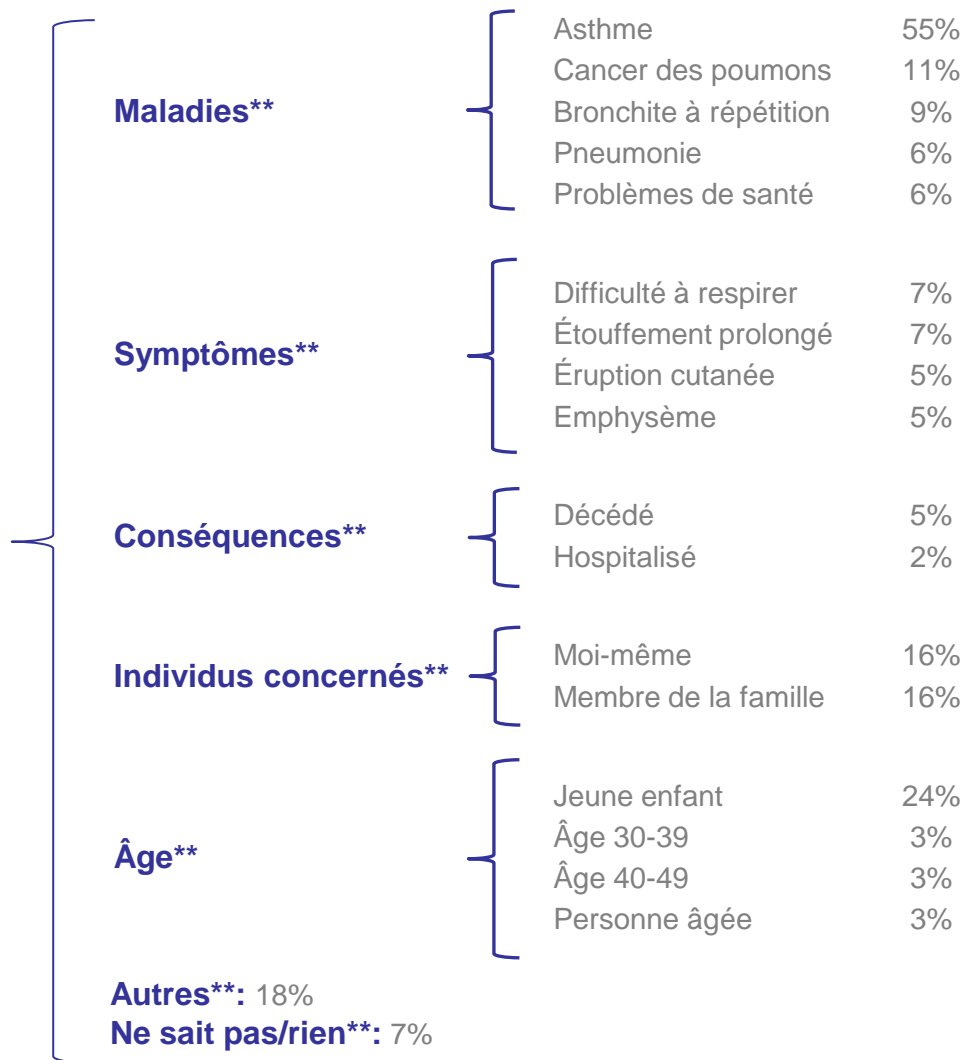 Maladies**
Asthme 55%
Cancer des poumons 11%
Bronchite à répétition 9%
Pneumonie 6%
Problèmes de santé 6%
Symptômes**
Difficulté à respirer 7%
Étouffement prolongé 7%
Éruption cutanée 5%
Emphysème 5%
Conséquences**
Décédé 5%
Hospitalisé 2%
Individus concernés**
Moi-même 16%
Membre de la famille 16%
Âge**
Jeune enfant 24%
Âge 30-39 3%
Âge 40-49 3%
Personne âgée 3%
Autres**: 18%
Ne sait pas/rien**: 7%